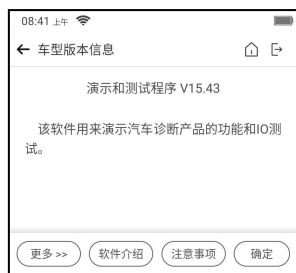 08:41 上午
车型版本信息
演示和测试程序 V15.43
该软件用来演示汽车诊断产品的功能和IO测
试。
更多 >>
软件介绍
注意事项
确定